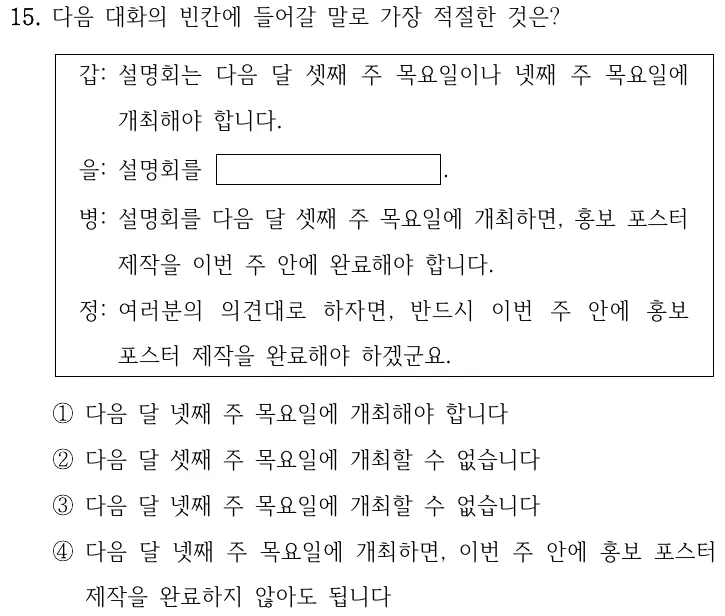 15. 다음 대화의 빈칸에 들어갈 말로 가장 적절한 것은?
갑: 설명회는 다음 달 셋째 주 목요일이나 넷째 주 목요일에
개최해야 합니다.
을: 설명회를 .
병: 설명회를 다음 달 셋째 주 목요일에 개최하면, 홍보 포스터
제작을 이번 주 안에 완료해야 합니다.
정: 여러분의 의견대로 하자면, 반드시 이번 주 안에 홍보
포스터 제작을 완료해야 하겠군요.
① 다음 달 넷째 주 목요일에 개최해야 합니다
② 다음 달 셋째 주 목요일에 개최할 수 없습니다
③ 다음 달 넷째 주 목요일에 개최할 수 없습니다
④ 다음 달 넷째 주 목요일에 개최하면, 이번 주 안에 홍보 포스터
제작을 완료하지 않아도 됩니다